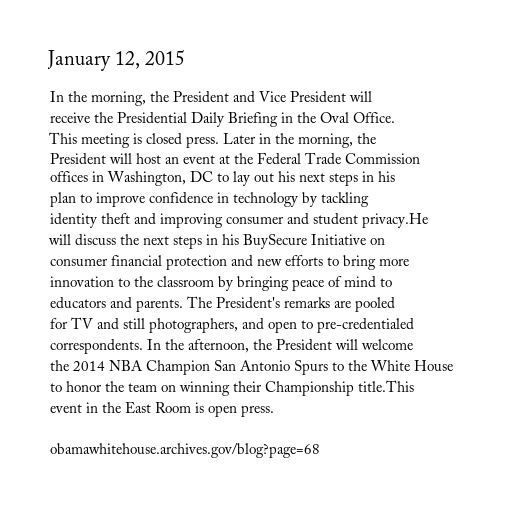 January 12, 2015
In the morning, the President and Vice President will
receive the Presidential Daily Briefing in the Oval Office.
This meeting is closed press. Later in the morning, the
President will host an event at the Federal Trade Commission
offices in Washington, DC to lay out his next steps in his
plan to improve confidence in technology by tackling
identity theft and improving consumer and student privacy.He
will discuss the next steps in his BuySecure Initiative on
consumer financial protection and new efforts to bring more
innovation to the classroom by bringing peace of mind to
educators and parents. The President's remarks are pooled
for TV and still photographers, and open to pre-credentialed
correspondents. In the afternoon, the President will welcome
the 2014 NBA Champion San Antonio Spurs to the White House
to honor the team on winning their Championship title.This
event in the East Room is open press.
obamawhitehouse.archives.gov/blog?page=68